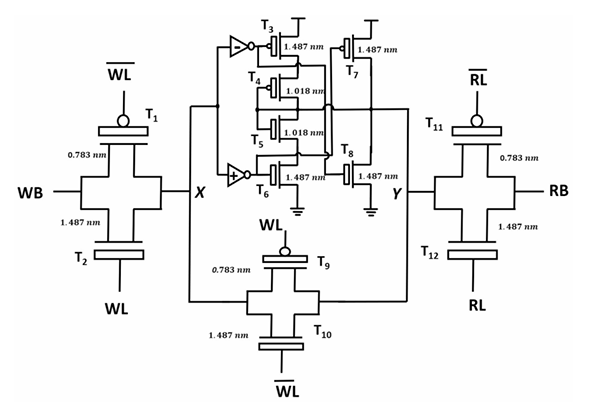 T3
1.487 nm
T7
1.487 nm
WL
T4
1.018 nm
RL
T1
T11
T5
1.018 nm
0.783 nm
T8
0.783 nm
T6
1.487 nm
1.487 nm
WB
X
Y
RB
1.487 nm
WL
1.487 nm
T2
T9
T12
0.783 nm
WL
RL
T10
1.487 nm
WL
-
+